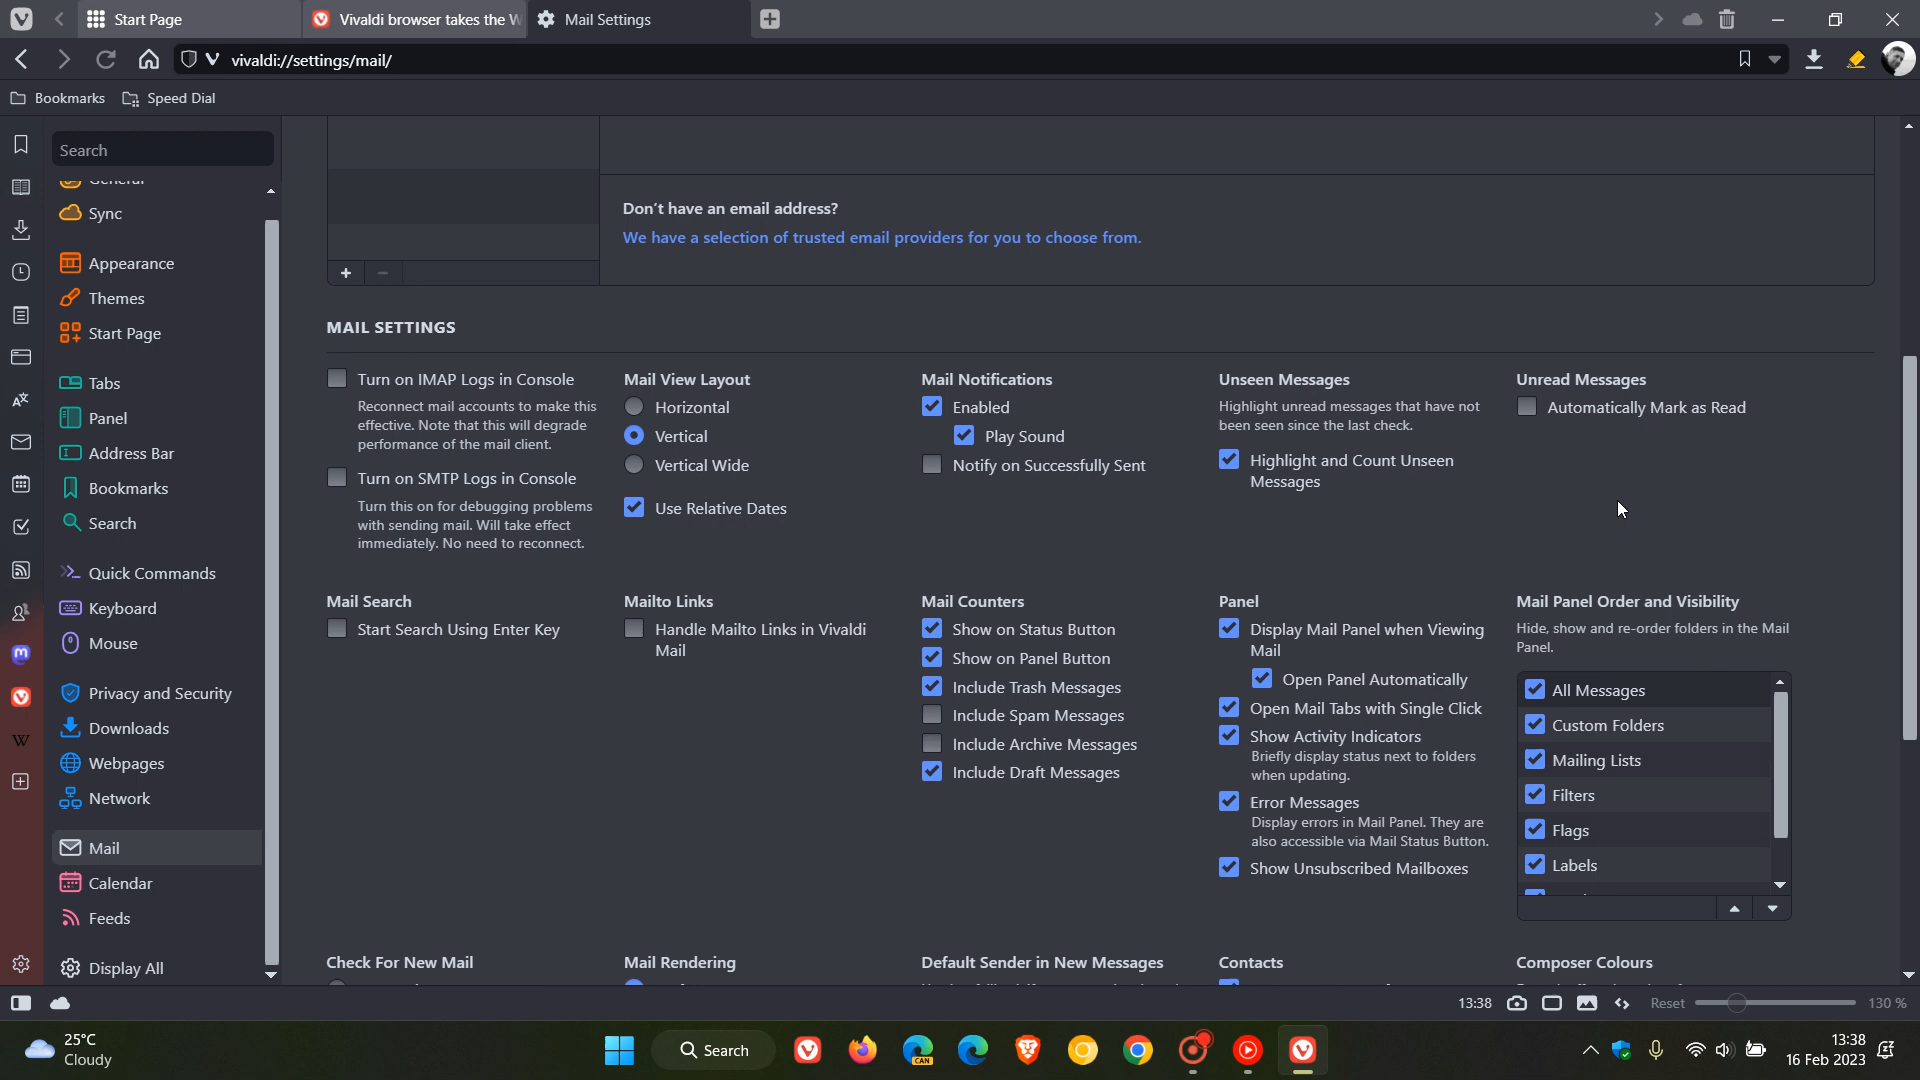 Start Page
Vivaldi browser takes the W
Mail Settings
vivaldi://settings/mail/
Bookmarks
Speed Dial
Search
General
Sync
Appearance
Themes
Start Page
Tabs
Panel
Address Bar
Bookmarks
Search
Quick Commands
Keyboard
Mouse
Privacy and Security
Downloads
Webpages
Network
Mail
Calendar
Feeds
Display All
Don't have an email address?
We have a selection of trusted email providers for you to choose from.
MAIL SETTINGS
Turn on IMAP Logs in Console
Reconnect mail accounts to make this
effective. Note that this will degrade
performance of the mail client.
Turn on SMTP Logs in Console
Turn this on for debugging problems
with sending mail. Will take effect
immediately. No need to reconnect.
Mail View Layout
Horizontal
Vertical
Vertical Wide
Use Relative Dates
Mail Notifications
Enabled
Play Sound
Notify on Successfully Sent
Unseen Messages
Highlight unread messages that have not
been seen since the last check.
Highlight and Count Unseen
Messages
Unread Messages
Automatically Mark as Read
Mail Search
Start Search Using Enter Key
Mailto Links
Handle Mailto Links in Vivaldi
Mail
Mail Counters
Show on Status Button
Show on Panel Button
Include Trash Messages
Include Spam Messages
Include Archive Messages
Include Draft Messages
Panel
Display Mail Panel when Viewing
Mail
Open Panel Automatically
Open Mail Tabs with Single Click
Show Activity Indicators
Briefly display status next to folders
when updating.
Error Messages
Display errors in Mail Panel. They are
also accessible via Mail Status Button.
Show Unsubscribed Mailboxes
Mail Panel Order and Visibility
Hide, show and re-order folders in the Mail
Panel.
All Messages
Custom Folders
Mailing Lists
Filters
Flags
Labels
Check For New Mail
Mail Rendering
Default Sender in New Messages
Contacts
Composer Colours
13:38
Reset
130 %
25°C
Cloudy
Search
CAN
13:38
16 Feb 2023